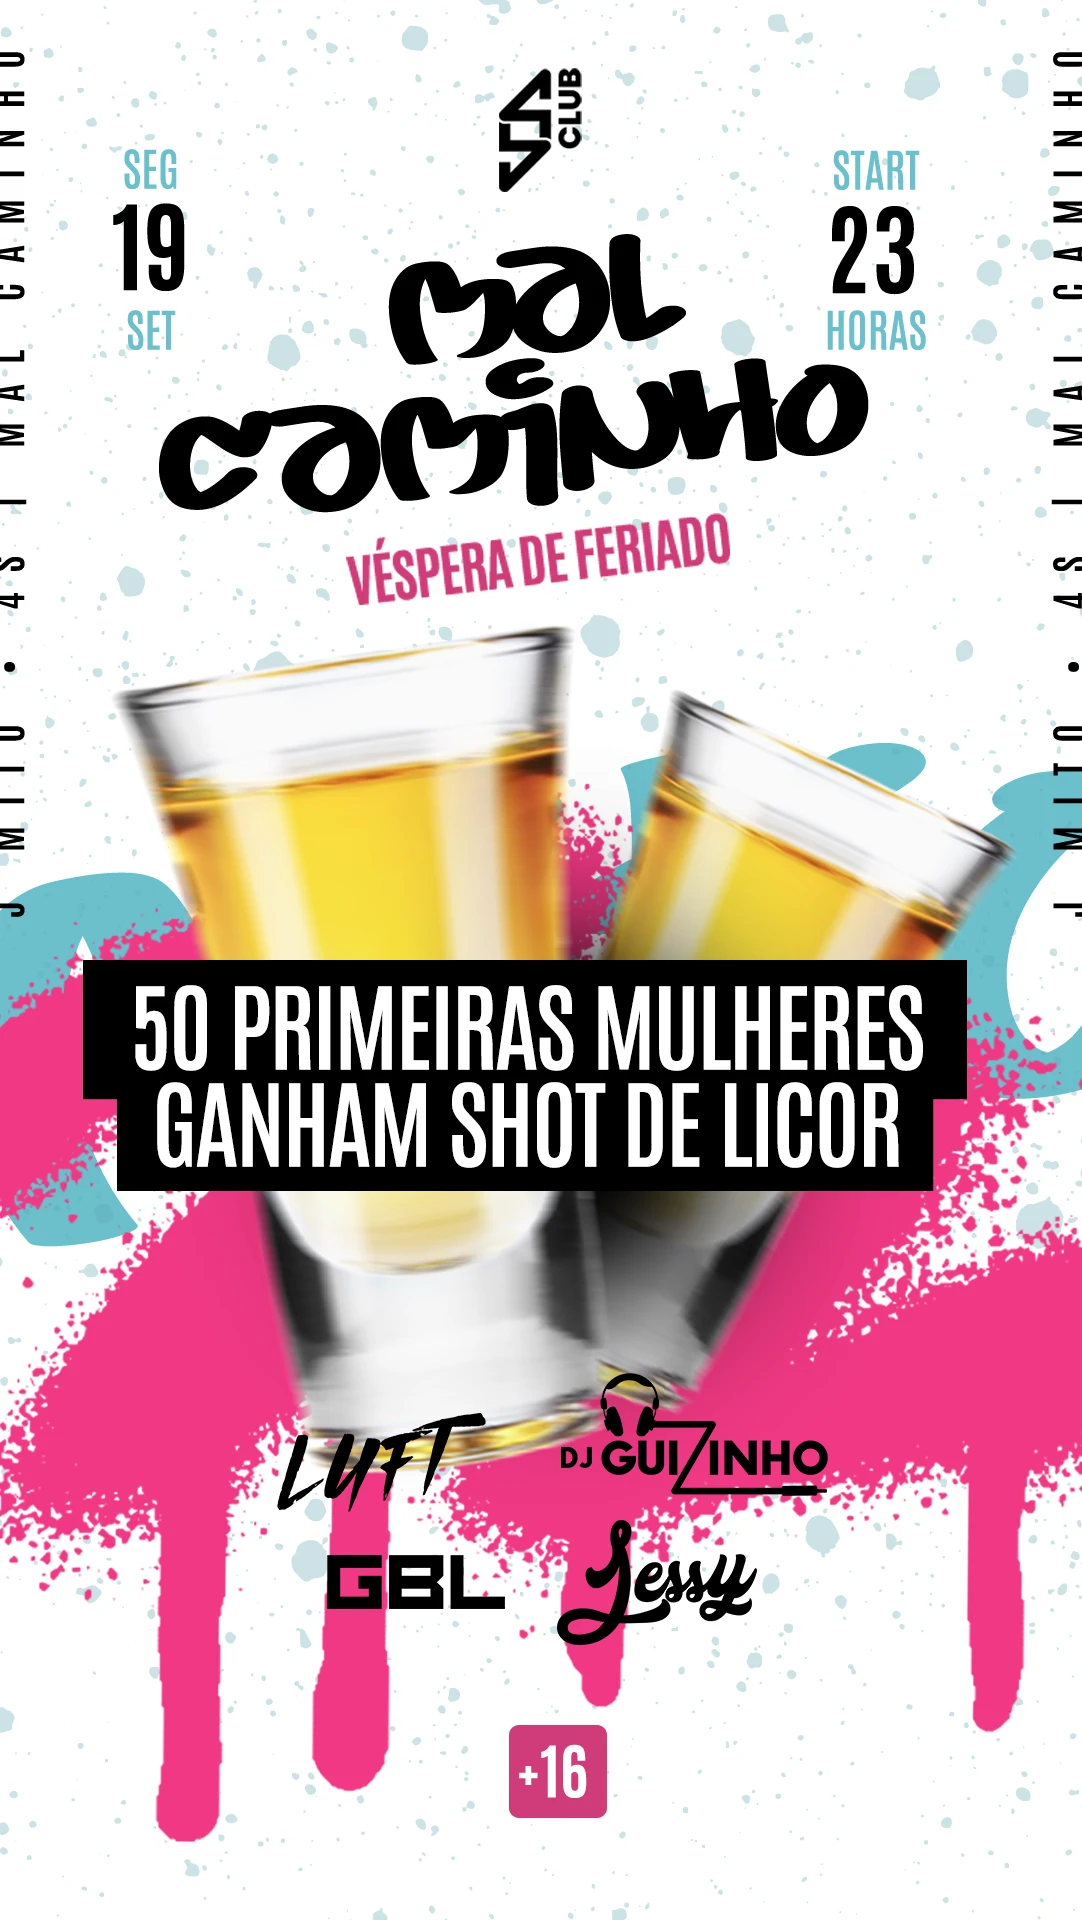 CLUB
SEG
19
SET
START
23
HORAS
MAL
CAMINHO
VÉSPERA DE FERIADO
50 PRIMEIRAS MULHERES
GANHAM SHOT DE LICOR
LUFT
DJ GUIZINHO
GBL
Jessy
+16
J MITO • 4S | MAL CAMINHO
J MITO • 4S | MAL CAMINHO